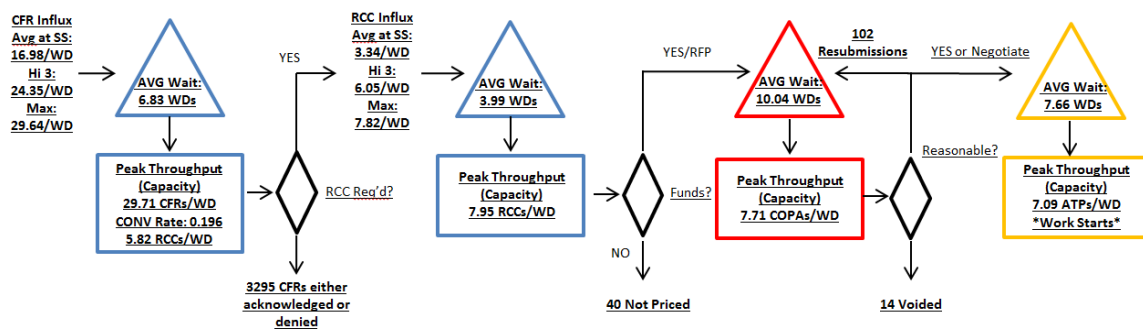 CFR Influx
Avg at SS:
16.98/WD
Hi 3:
24.35/WD
Max:
29.64/WD
AVG Wait:
6.83 WDs
Peak Throughput
(Capacity)
29.71 CFRs/WD
CONV Rate: 0.196
5.82 RCCs/WD
YES
RCC Req'd?
3295 CFRs either
acknowledged or
denied
RCC Influx
Avg at SS:
3.34/WD
Hi 3:
6.05/WD
Max:
7.82/WD
AVG Wait:
3.99 WDs
Peak Throughput
(Capacity)
7.95 RCCs/WD
YES/RFP
Funds?
NO
40 Not Priced
AVG Wait:
10.04 WDs
Peak Throughput
(Capacity)
7.71 COPAs/WD
102
Resubmissions
YES or Negotiate
Reasonable?
14 Voided
AVG Wait:
7.66 WDs
Peak Throughput
(Capacity)
7.09 ATPs/WD
*Work Starts*